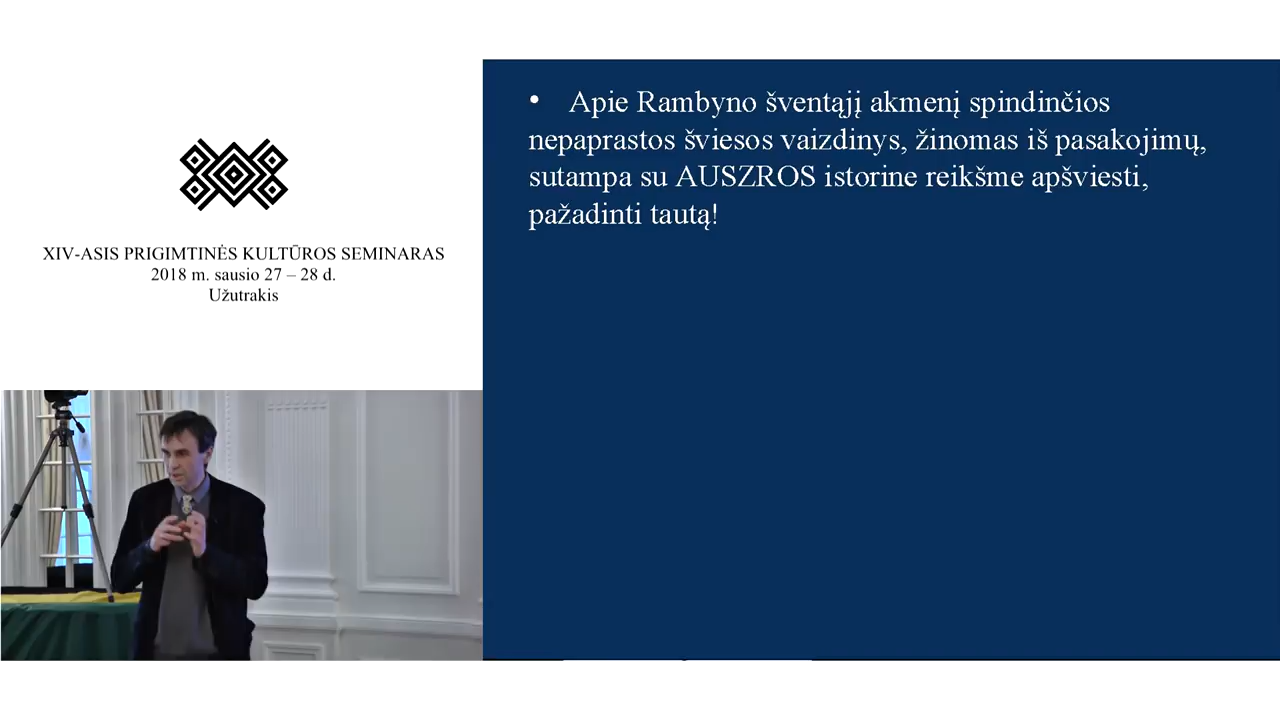 XIV-ASIS PRIGIMTINĖS KULTŪROS SEMINARAS
2018 m. sausio 27 – 28 d.
Užutrakis
• Apie Rambyno šventąjį akmenį spindinčios
nepaprastos šviesos vaizdinys, žinomas iš pasakojimų,
sutampa su AUSZROS istorine reikšme apšviesti,
pažadinti tautą!